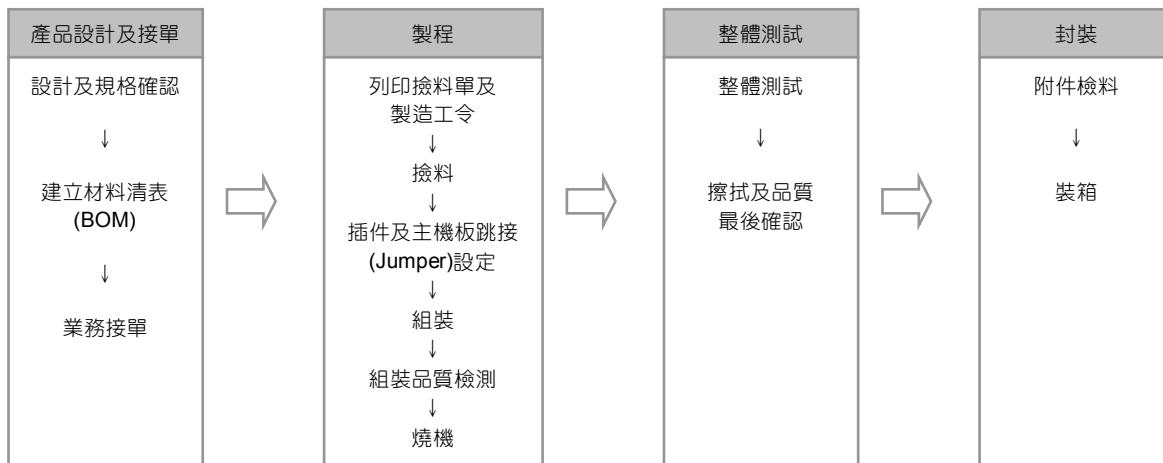 產品設計及接單
設計及規格確認
↓
建立材料清表
(BOM)
↓
業務接單
製程
列印撿料單及
製造工令
↓
撿料
↓
插件及主機板跳接
(Jumper)設定
↓
組裝
↓
組裝品質檢測
↓
燒機
整體測試
整體測試
↓
擦拭及品質
最後確認
封裝
附件檢料
↓
裝箱